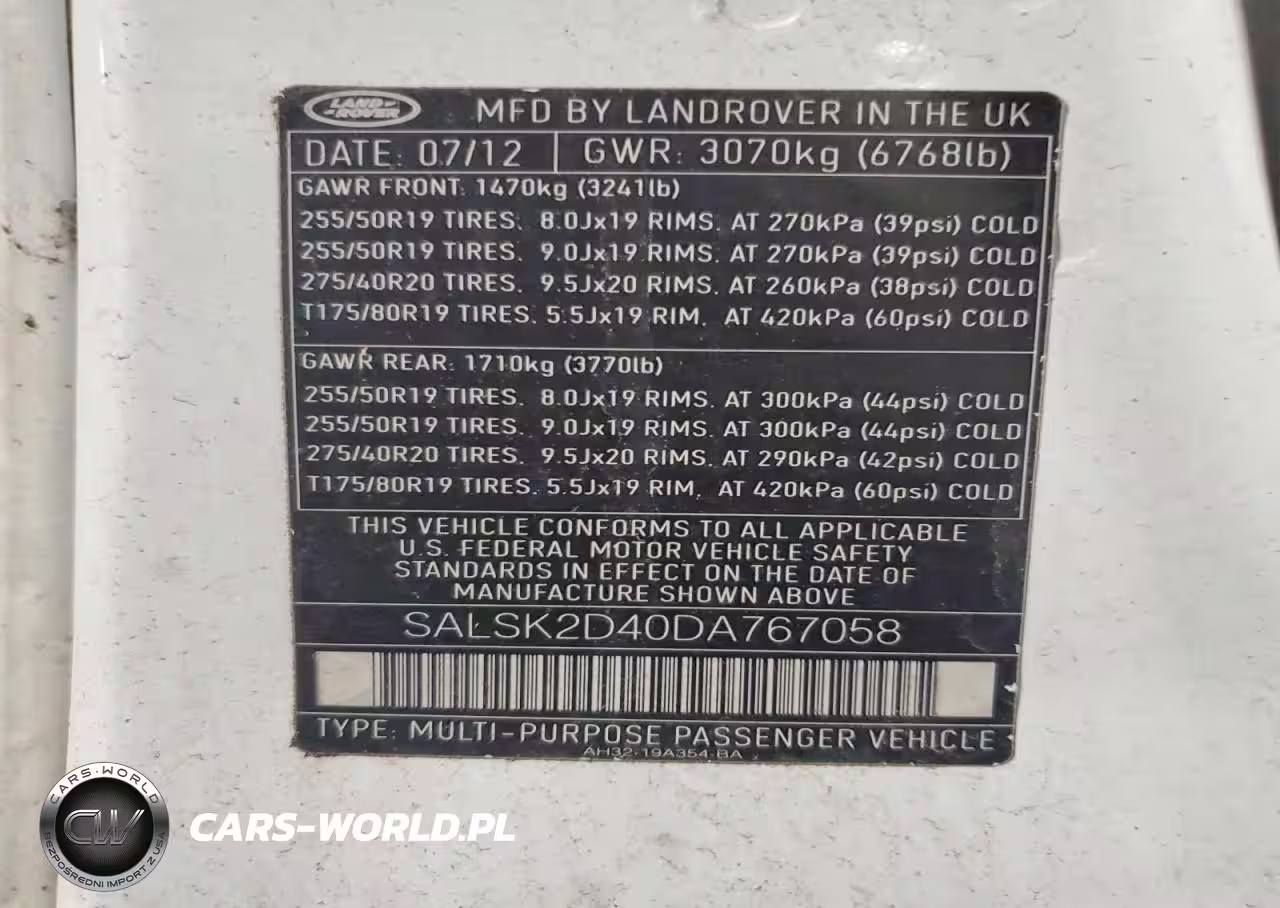 LAND ROVER
MFD BY LANDROVER IN THE UK
DATE: 07/12 GWR: 3070kg (6768lb)
GAWR FRONT: 1470kg (3241lb)
255/50R19 TIRES. 8.0Jx19 RIMS. AT 270kPa (39psi) COLD
255/50R19 TIRES. 9.0Jx19 RIMS. AT 270kPa (39psi) COLD
275/40R20 TIRES. 9.5Jx20 RIMS. AT 260kPa (38psi) COLD
T175/80R19 TIRES. 5.5Jx19 RIM. AT 420kPa (60psi) COLD
GAWR REAR: 1710kg (3770lb)
255/50R19 TIRES. 8.0Jx19 RIMS. AT 300kPa (44psi) COLD
255/50R19 TIRES. 9.0Jx19 RIMS. AT 300kPa (44psi) COLD
275/40R20 TIRES. 9.5Jx20 RIMS. AT 290kPa (42psi) COLD
T175/80R19 TIRES. 5.5Jx19 RIM. AT 420kPa (60psi) COLD
THIS VEHICLE CONFORMS TO ALL APPLICABLE
U.S. FEDERAL MOTOR VEHICLE SAFETY
STANDARDS IN EFFECT ON THE DATE OF
MANUFACTURE SHOWN ABOVE
SALSK2D40DA767058
TYPE: MULTI-PURPOSE PASSENGER VEHICLE
AH32-19A354-BA
CARS-WORLD
CW
BEZPOŚREDNI IMPORT Z USA
CARS-WORLD.PL